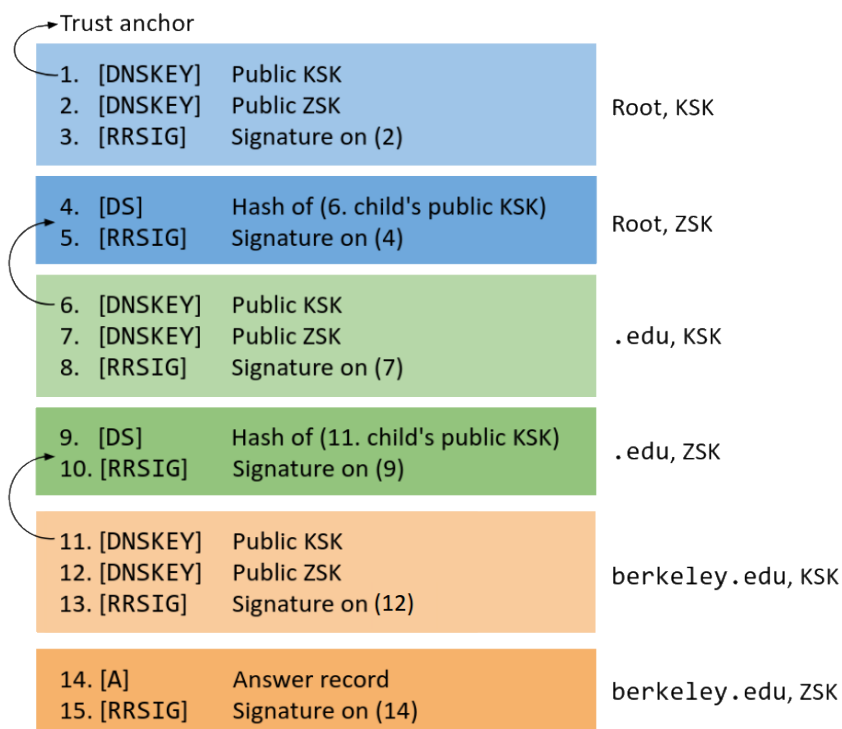 Trust anchor
1. [DNSKEY] Public KSK
2. [DNSKEY] Public ZSK
3. [RRSIG] Signature on (2)
Root, KSK
4. [DS] Hash of (6. child's public KSK)
5. [RRSIG] Signature on (4)
Root, ZSK
6. [DNSKEY] Public KSK
7. [DNSKEY] Public ZSK
8. [RRSIG] Signature on (7)
.edu, KSK
9. [DS] Hash of (11. child's public KSK)
10. [RRSIG] Signature on (9)
.edu, ZSK
11. [DNSKEY] Public KSK
12. [DNSKEY] Public ZSK
13. [RRSIG] Signature on (12)
berkeley.edu, KSK
14. [A] Answer record
15. [RRSIG] Signature on (14)
berkeley.edu, ZSK